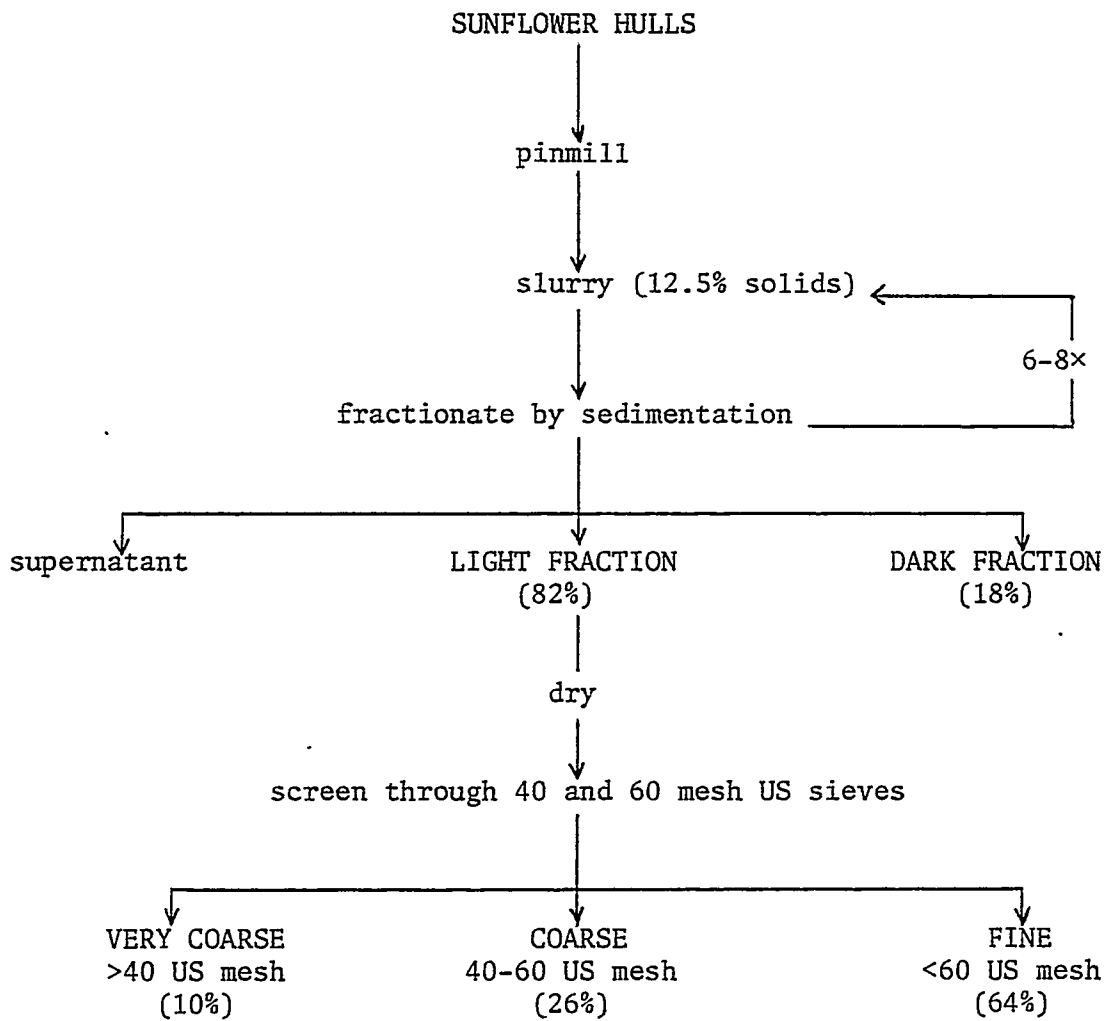 SUNFLOWER HULLS
pinmill
slurry (12.5% solids)
6-8×
fractionate by sedimentation
supernatant
LIGHT FRACTION
(82%)
DARK FRACTION
(18%)
dry
screen through 40 and 60 mesh US sieves
VERY COARSE
>40 US mesh
(10%)
COARSE
40-60 US mesh
(26%)
FINE
<60 US mesh
(64%)